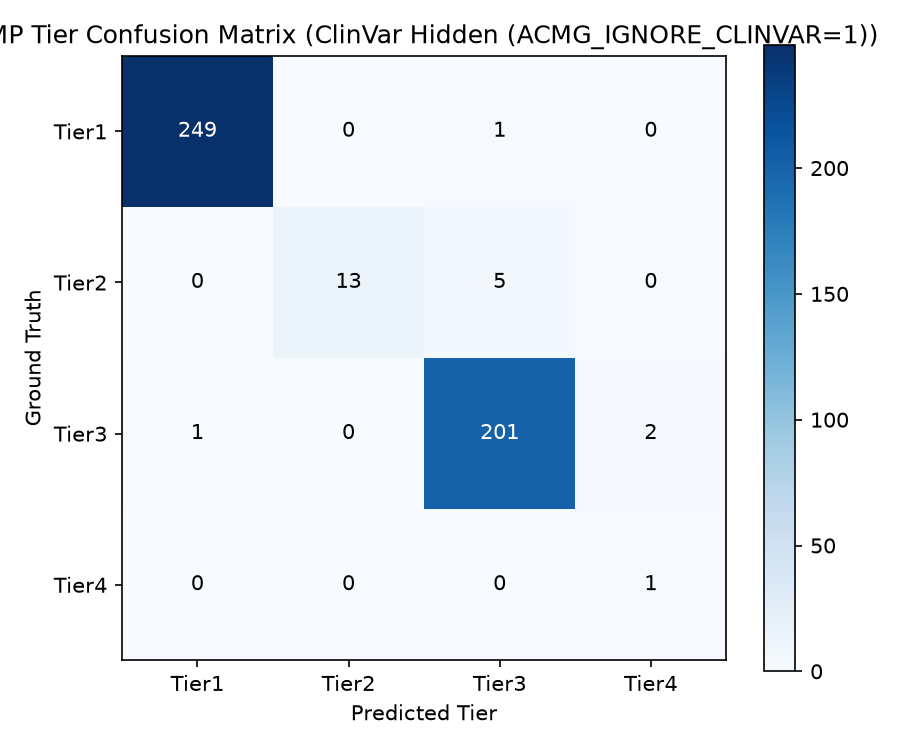 MP Tier Confusion Matrix (ClinVar Hidden (ACMG_IGNORE_CLINVAR=1))
Tier1 249 0 1 0
Tier2 0 13 5 0
Tier3 1 0 201 2
Tier4 0 0 0 1
Tier1 Tier2 Tier3 Tier4
Predicted Tier
Ground Truth
200
150
100
50
0